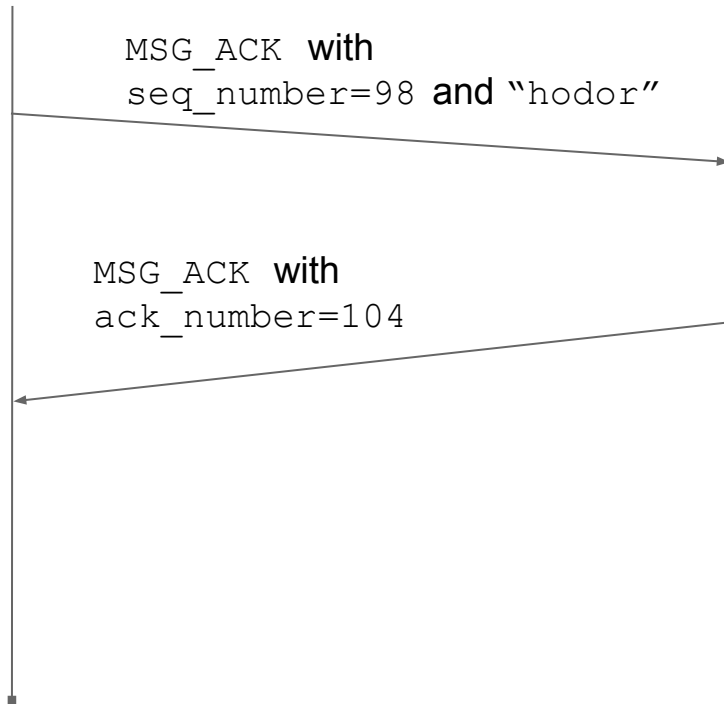 MSG_ACK with
seq_number=98 and “hodor”
MSG_ACK with
ack_number=104